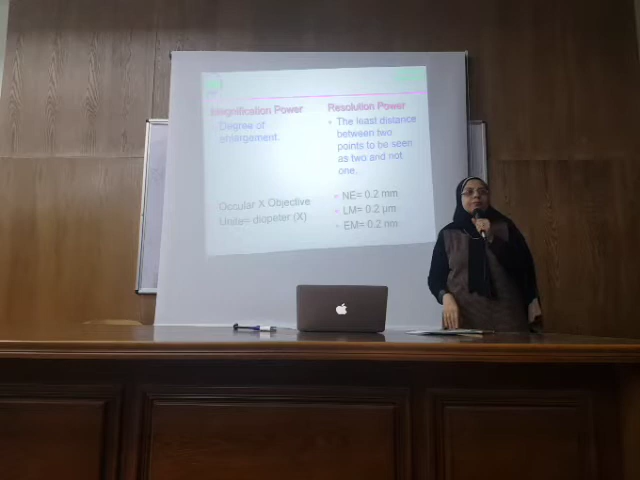 Magnification Power
Degree of
enlargement.
Occular X Objective
Units= diopeter (X)
Resolution Power
• The least distance
between two
points to be seen
as two and not
one.
• NE= 0.2 mm
• LM= 0.2 µm
• EM= 0.2 nm